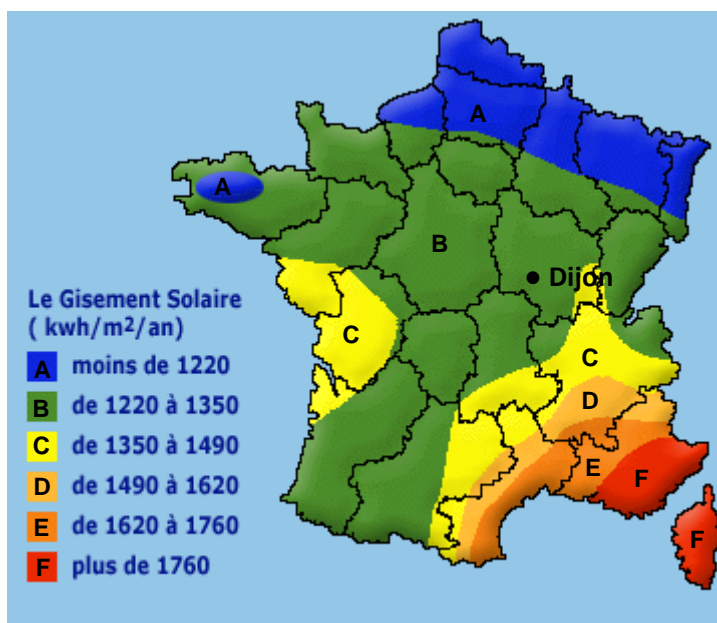 A
A
B
Dijon
C
C
D
E
F
F
Le Gisement Solaire
( kwh/m²/an)
A moins de 1220
B de 1220 à 1350
C de 1350 à 1490
D de 1490 à 1620
E de 1620 à 1760
F plus de 1760